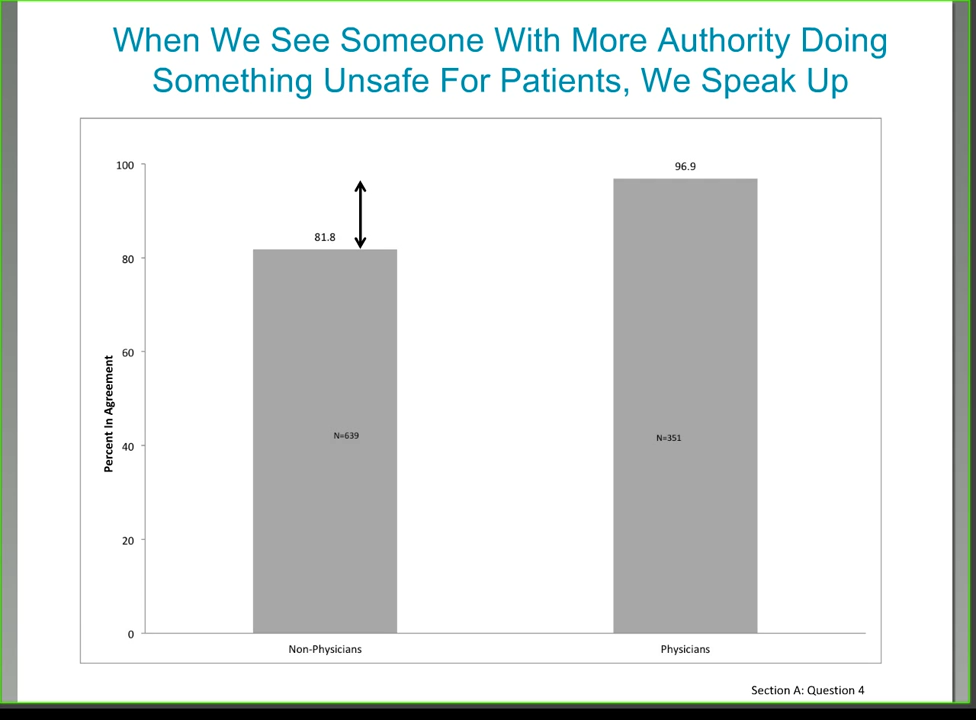 When We See Someone With More Authority Doing
Something Unsafe For Patients, We Speak Up
100
80
60
40
20
0
Percent In Agreement
81.8
96.9
N=639
N=351
Non-Physicians
Physicians
Section A: Question 4